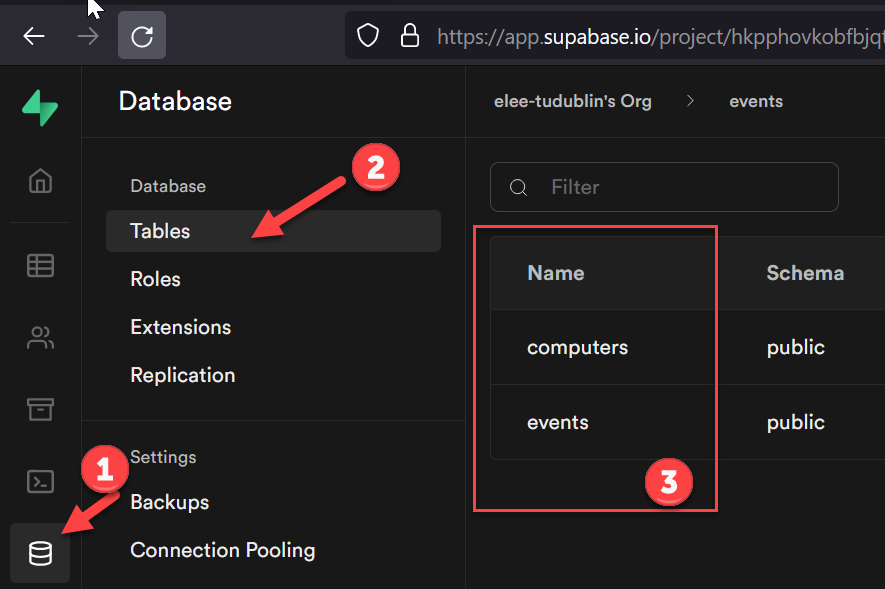 https://app.supabase.io/project/hkpphovkobfbjqt
Database
elee-tudublin's Org > events
Database
2
Filter
Tables
Roles
Extensions
Replication
Name Schema
computers public
events public
3
Settings
1
Backups
Connection Pooling